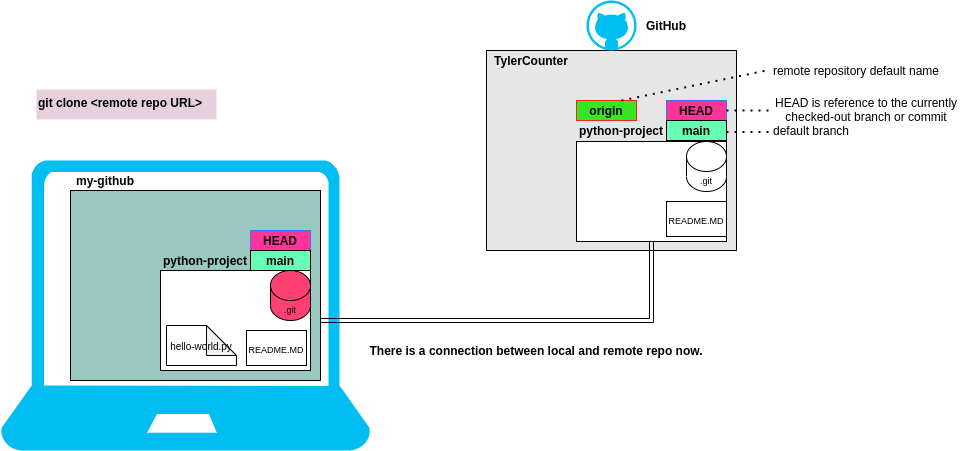 GitHub
TylerCounter
remote repository default name
git clone <remote repo URL>
origin
HEAD
HEAD is reference to the currently
checked-out branch or commit
python-project
main
default branch
.git
README.MD
my-github
HEAD
python-project
main
.git
hello-world.py
README.MD
There is a connection between local and remote repo now.